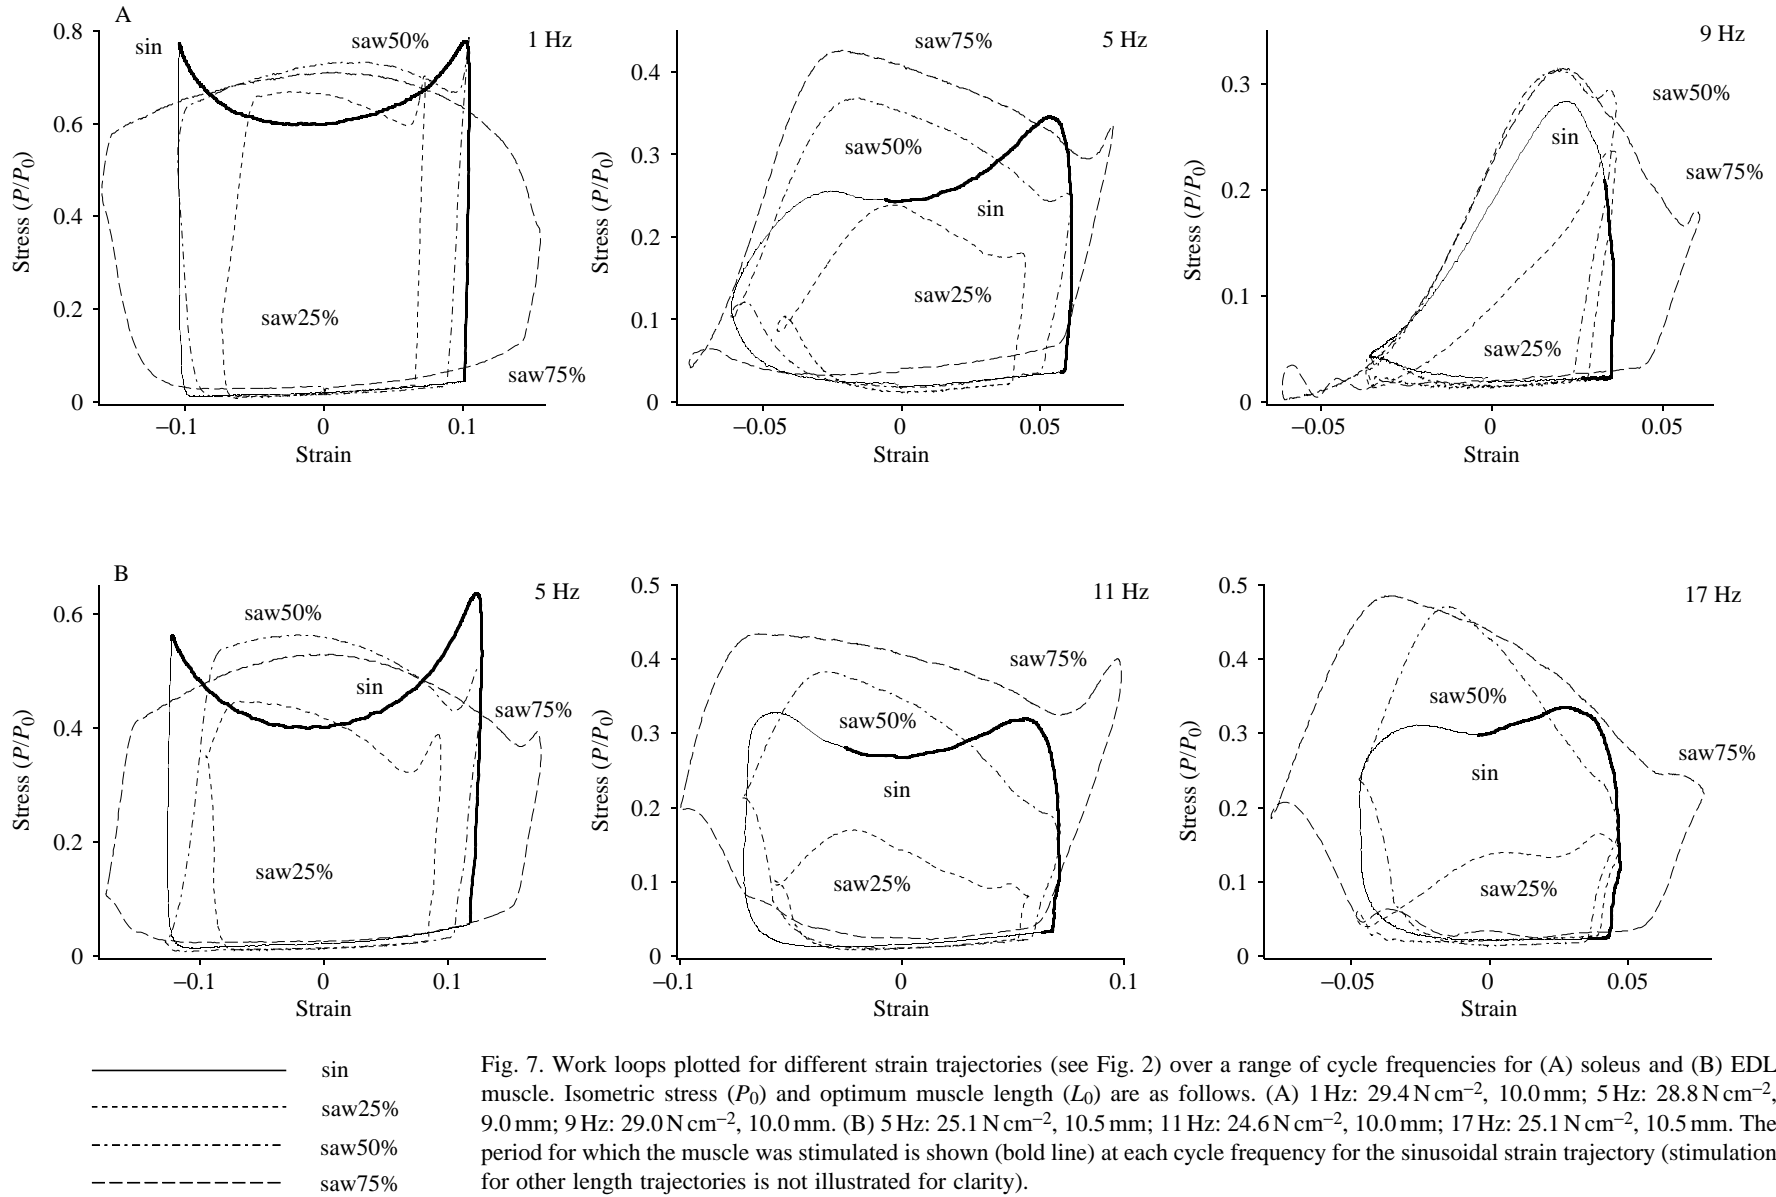 A
1 Hz
sin
saw50%
saw25%
saw75%
0.8
0.6
0.4
0.2
0
Stress (P/P0)
−0.1
0
0.1
Strain
5 Hz
saw75%
saw50%
sin
saw25%
0.4
0.3
0.2
0.1
0
Stress (P/P0)
−0.05
0
0.05
Strain
9 Hz
saw50%
sin
saw75%
saw25%
0.3
0.2
0.1
0
Stress (P/P0)
−0.05
0
0.05
Strain
B
5 Hz
saw50%
sin
saw75%
saw25%
0.6
0.4
0.2
0
Stress (P/P0)
−0.1
0
0.1
Strain
11 Hz
saw75%
saw50%
sin
saw25%
0.5
0.4
0.3
0.2
0.1
0
Stress (P/P0)
−0.1
0
0.1
Strain
17 Hz
saw50%
saw75%
sin
saw25%
0.5
0.4
0.3
0.2
0.1
0
Stress (P/P0)
−0.05
0
0.05
Strain
sin
saw25%
saw50%
saw75%
Fig. 7. Work loops plotted for different strain trajectories (see Fig. 2) over a range of cycle frequencies for (A) soleus and (B) EDL
muscle. Isometric stress (P0) and optimum muscle length (L0) are as follows. (A) 1 Hz: 29.4 N cm−2, 10.0 mm; 5 Hz: 28.8 N cm−2,
9.0 mm; 9 Hz: 29.0 N cm−2, 10.0 mm. (B) 5 Hz: 25.1 N cm−2, 10.5 mm; 11 Hz: 24.6 N cm−2, 10.0 mm; 17 Hz: 25.1 N cm−2, 10.5 mm. The
period for which the muscle was stimulated is shown (bold line) at each cycle frequency for the sinusoidal strain trajectory (stimulation
for other length trajectories is not illustrated for clarity).